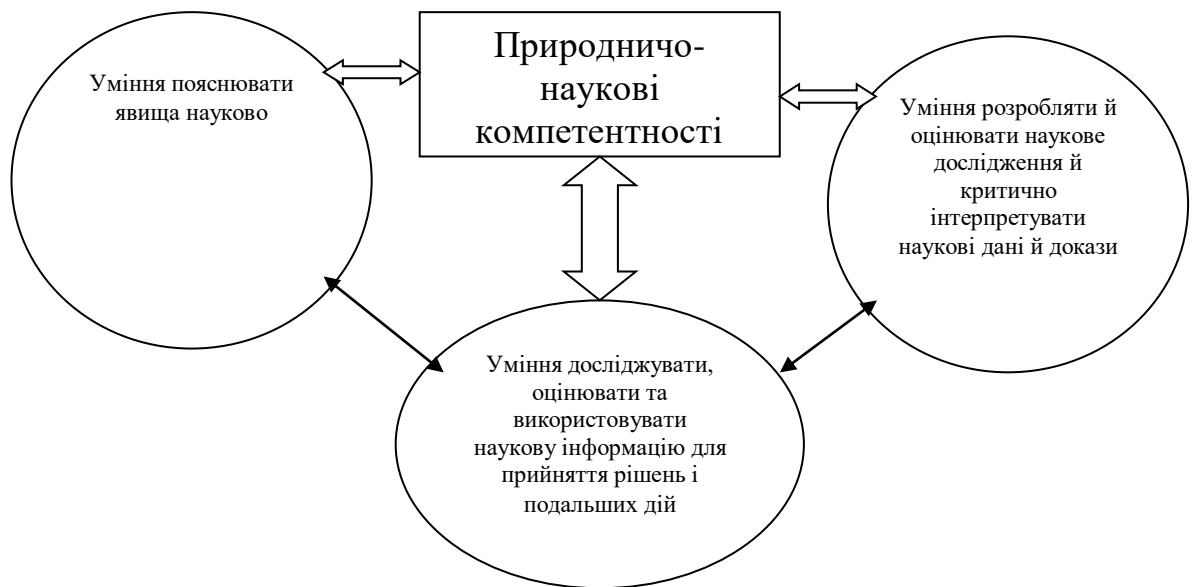 Природничо-
наукові
компетентності
Уміння пояснювати
явища науково
Уміння розробляти й
оцінювати наукове
дослідження й
критично
інтерпретувати
наукові дані й докази
Уміння досліджувати,
оцінювати та
використовувати
наукову інформацію для
прийняття рішень і
подальших дій